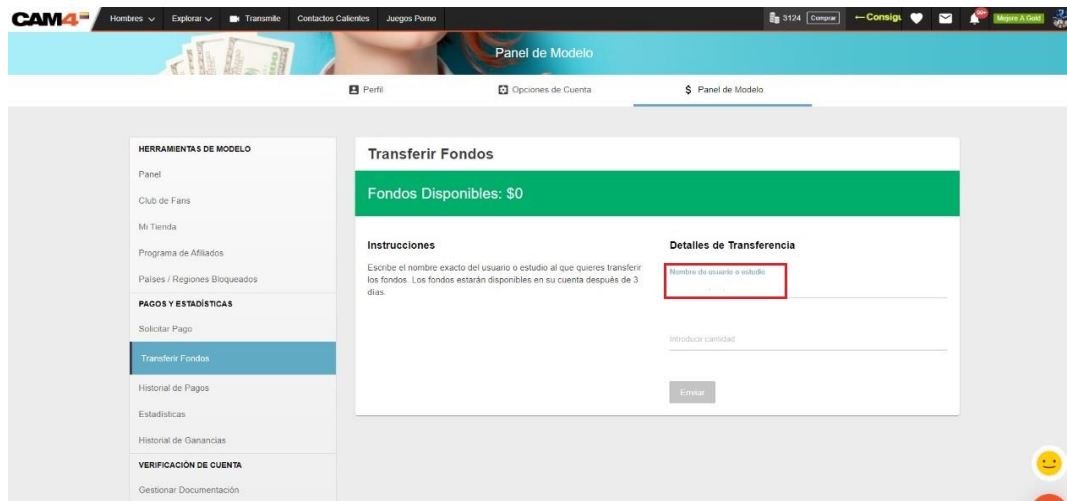 CAM4
Hombres Explorar Transmite Contactos Calientes Juegos Porno 3124 Comprar ←Consigu 99+ Mejora A Gold
Panel de Modelo
Perfil Opciones de Cuenta $ Panel de Modelo
HERRAMIENTAS DE MODELO
Panel
Club de Fans
Mi Tienda
Programa de Afiliados
Países / Regiones Bloqueados
PAGOS Y ESTADÍSTICAS
Solicitar Pago
Transferir Fondos
Historial de Pagos
Estadísticas
Historial de Ganancias
VERIFICACIÓN DE CUENTA
Gestionar Documentación
Transferir Fondos
Fondos Disponibles: $0
Instrucciones
Escribe el nombre exacto del usuario o estudio al que quieres transferir
los fondos. Los fondos estarán disponibles en su cuenta después de 3
días.
Detalles de Transferencia
Nombre de usuario o estudio
Introducir cantidad
Enviar